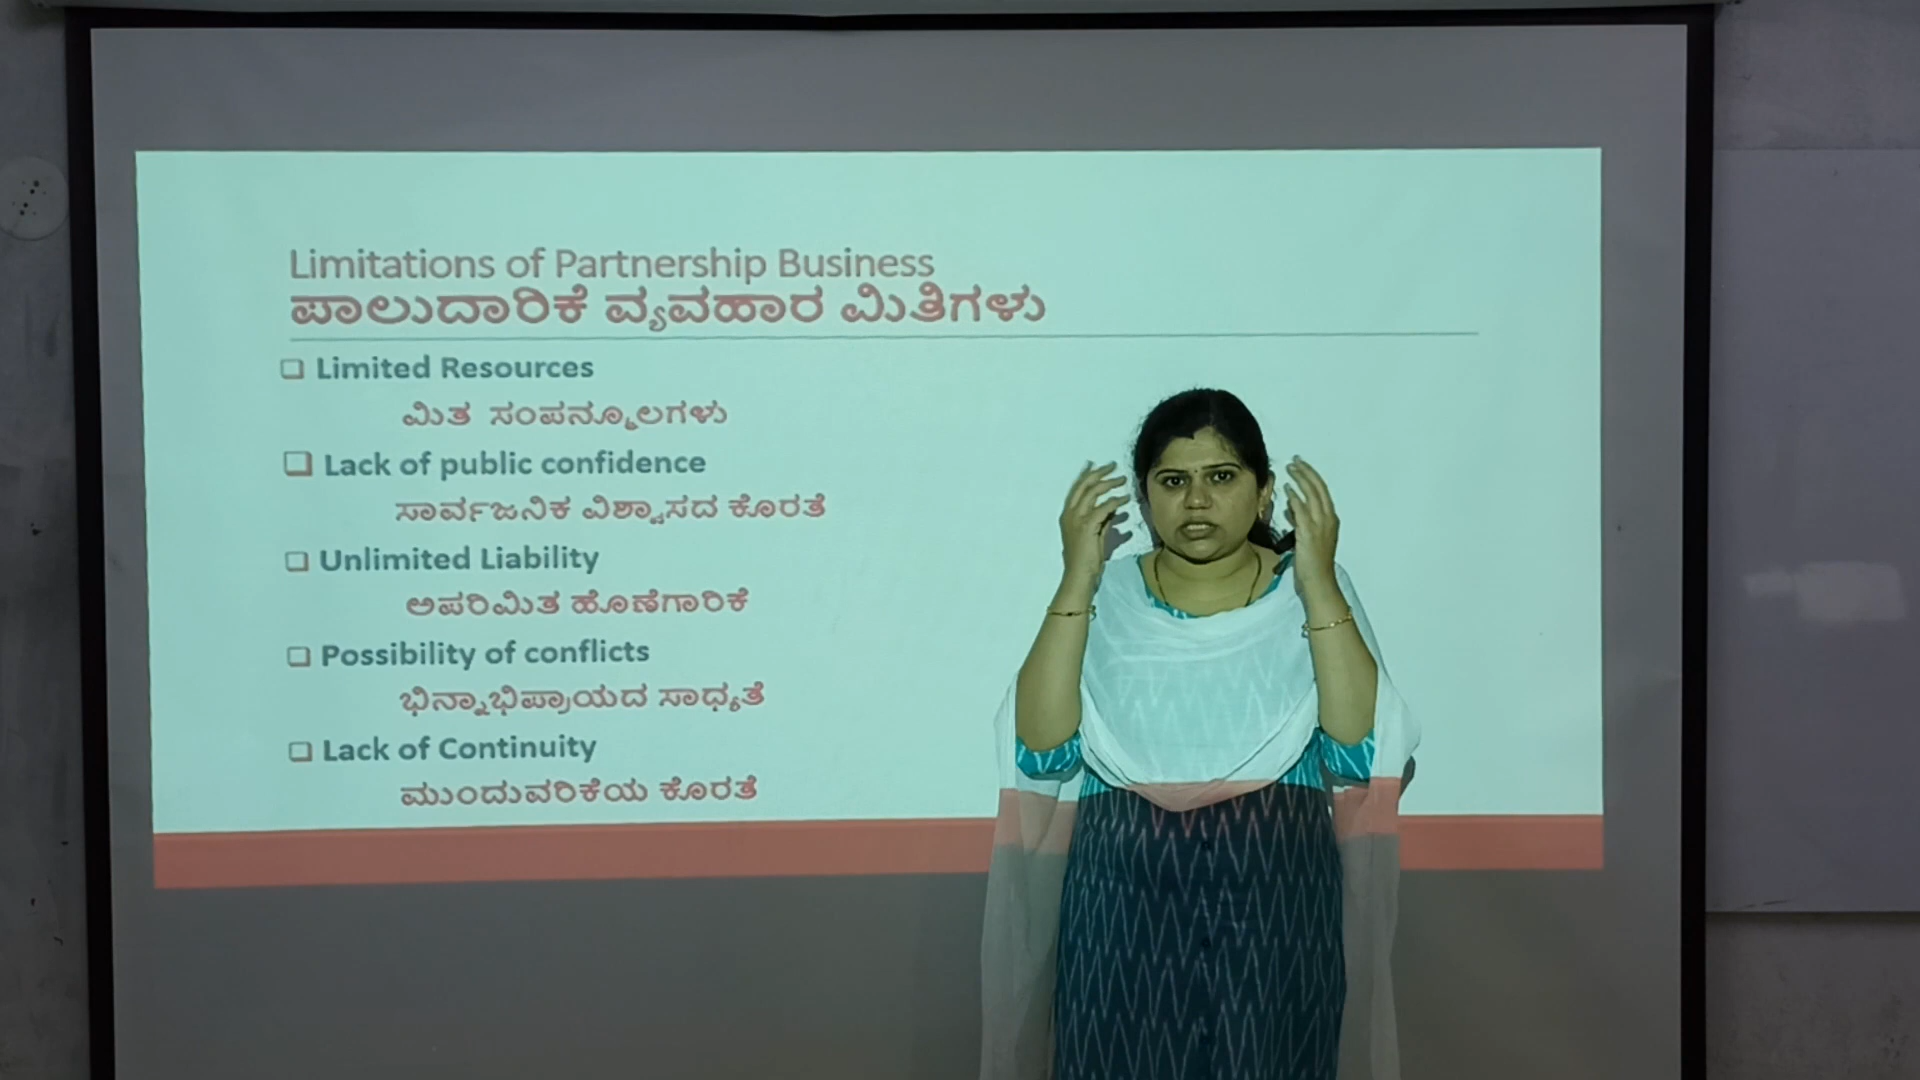 Limitations of Partnership Business
ಪಾಲುದಾರಿಕೆ ವ್ಯವಹಾರ ಮಿತಿಗಳು
Limited Resources
ಮಿತ ಸಂಪನ್ಮೂಲಗಳು
Lack of public confidence
ಸಾರ್ವಜನಿಕ ವಿಶ್ವಾಸದ ಕೊರತೆ
Unlimited Liability
ಅಪರಿಮಿತ ಹೊಣೆಗಾರಿಕೆ
Possibility of conflicts
ಭಿನ್ನಾಭಿಪ್ರಾಯದ ಸಾಧ್ಯತೆ
Lack of Continuity
ಮುಂದುವರಿಕೆಯ ಕೊರತೆ